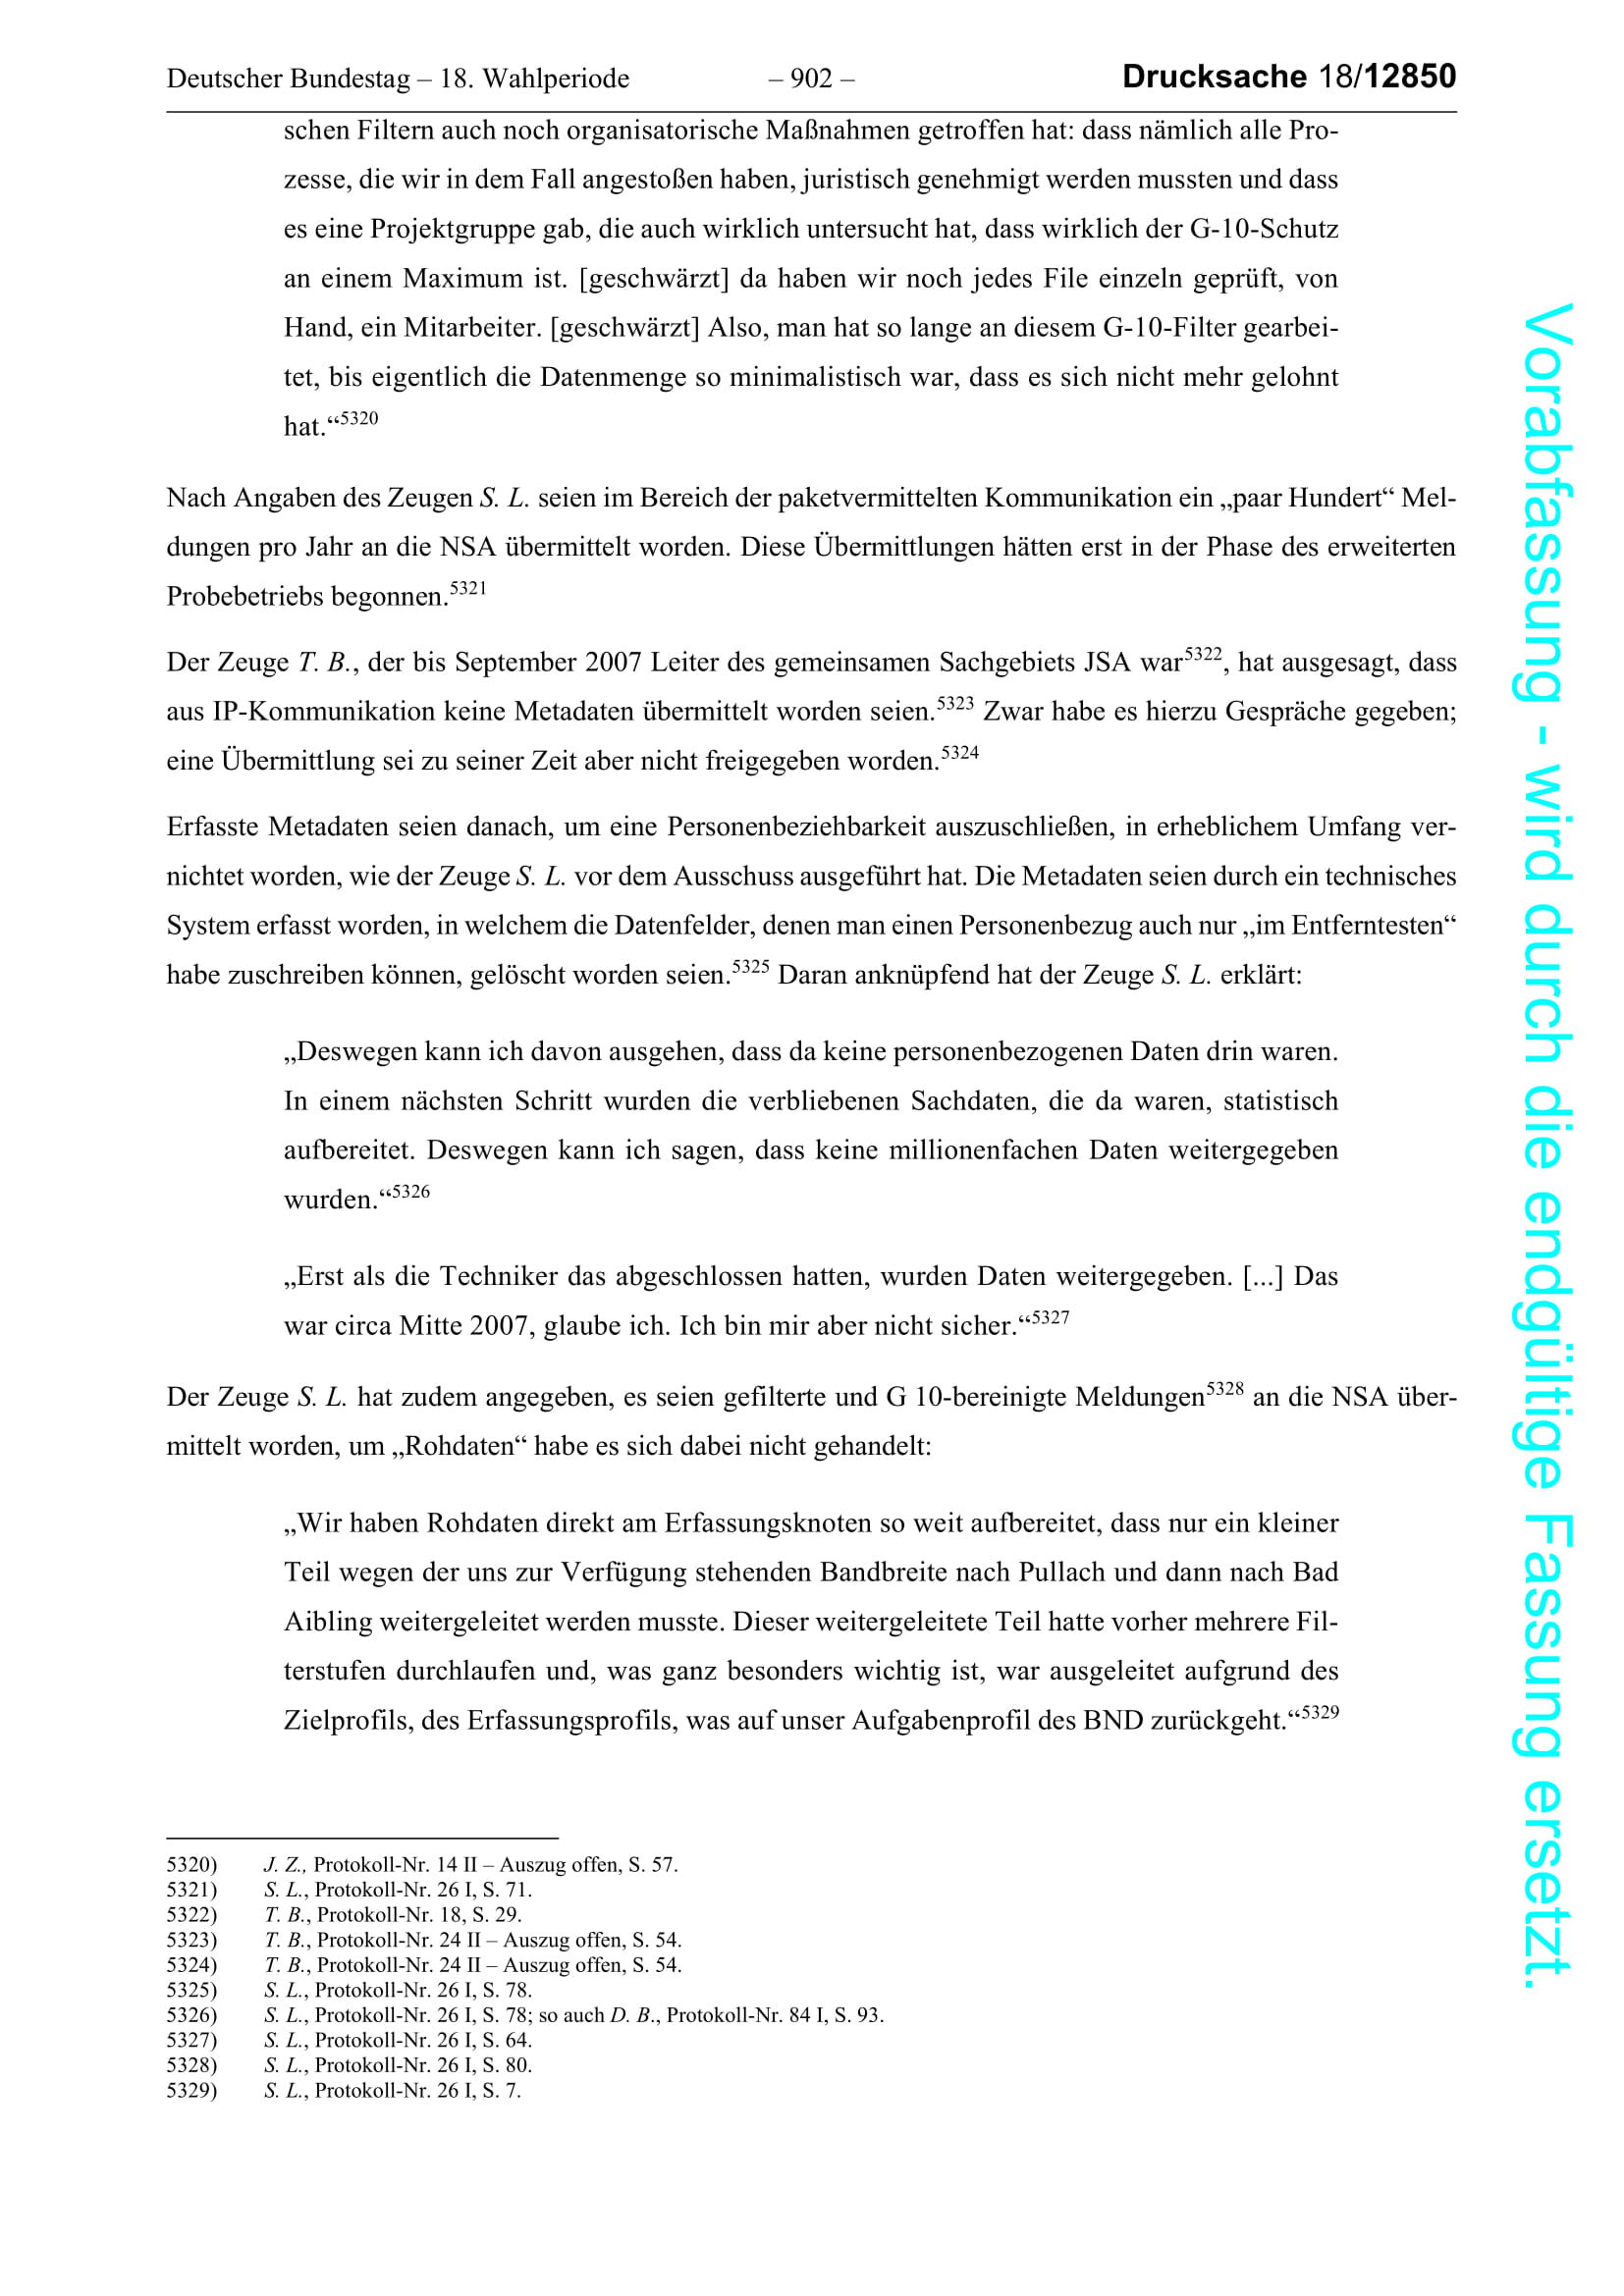 Deutscher Bundestag – 18. Wahlperiode – 902 – Drucksache 18/12850
schen Filtern auch noch organisatorische Maßnahmen getroffen hat: dass nämlich alle Pro-
zesse, die wir in dem Fall angestoßen haben, juristisch genehmigt werden mussten und dass
es eine Projektgruppe gab, die auch wirklich untersucht hat, dass wirklich der G-10-Schutz
an einem Maximum ist. [geschwärzt] da haben wir noch jedes File einzeln geprüft, von
Hand, ein Mitarbeiter. [geschwärzt] Also, man hat so lange an diesem G-10-Filter gearbei-
tet, bis eigentlich die Datenmenge so minimalistisch war, dass es sich nicht mehr gelohnt
hat.“5320
Nach Angaben des Zeugen S. L. seien im Bereich der paketvermittelten Kommunikation ein „paar Hundert“ Mel-
dungen pro Jahr an die NSA übermittelt worden. Diese Übermittlungen hätten erst in der Phase des erweiterten
Probebetriebs begonnen.5321
Der Zeuge T. B., der bis September 2007 Leiter des gemeinsamen Sachgebiets JSA war5322, hat ausgesagt, dass
aus IP-Kommunikation keine Metadaten übermittelt worden seien.5323 Zwar habe es hierzu Gespräche gegeben;
eine Übermittlung sei zu seiner Zeit aber nicht freigegeben worden.5324
Erfasste Metadaten seien danach, um eine Personenbeziehbarkeit auszuschließen, in erheblichem Umfang ver-
nichtet worden, wie der Zeuge S. L. vor dem Ausschuss ausgeführt hat. Die Metadaten seien durch ein technisches
System erfasst worden, in welchem die Datenfelder, denen man einen Personenbezug auch nur „im Entferntesten“
habe zuschreiben können, gelöscht worden seien.5325 Daran anknüpfend hat der Zeuge S. L. erklärt:
„Deswegen kann ich davon ausgehen, dass da keine personenbezogenen Daten drin waren.
In einem nächsten Schritt wurden die verbliebenen Sachdaten, die da waren, statistisch
aufbereitet. Deswegen kann ich sagen, dass keine millionenfachen Daten weitergegeben
wurden.“5326
„Erst als die Techniker das abgeschlossen hatten, wurden Daten weitergegeben. [...] Das
war circa Mitte 2007, glaube ich. Ich bin mir aber nicht sicher.“5327
Der Zeuge S. L. hat zudem angegeben, es seien gefilterte und G 10-bereinigte Meldungen5328 an die NSA über-
mittelt worden, um „Rohdaten“ habe es sich dabei nicht gehandelt:
„Wir haben Rohdaten direkt am Erfassungsknoten so weit aufbereitet, dass nur ein kleiner
Teil wegen der uns zur Verfügung stehenden Bandbreite nach Pullach und dann nach Bad
Aibling weitergeleitet werden musste. Dieser weitergeleitete Teil hatte vorher mehrere Fil-
terstufen durchlaufen und, was ganz besonders wichtig ist, war ausgeleitet aufgrund des
Zielprofils, des Erfassungsprofils, was auf unser Aufgabenprofil des BND zurückgeht.“5329
5320) J. Z., Protokoll-Nr. 14 II – Auszug offen, S. 57.
5321) S. L., Protokoll-Nr. 26 I, S. 71.
5322) T. B., Protokoll-Nr. 18, S. 29.
5323) T. B., Protokoll-Nr. 24 II – Auszug offen, S. 54.
5324) T. B., Protokoll-Nr. 24 II – Auszug offen, S. 54.
5325) S. L., Protokoll-Nr. 26 I, S. 78.
5326) S. L., Protokoll-Nr. 26 I, S. 78; so auch D. B., Protokoll-Nr. 84 I, S. 93.
5327) S. L., Protokoll-Nr. 26 I, S. 64.
5328) S. L., Protokoll-Nr. 26 I, S. 80.
5329) S. L., Protokoll-Nr. 26 I, S. 7.
Vorabfassung - wird durch die endgültige Fassung ersetzt.